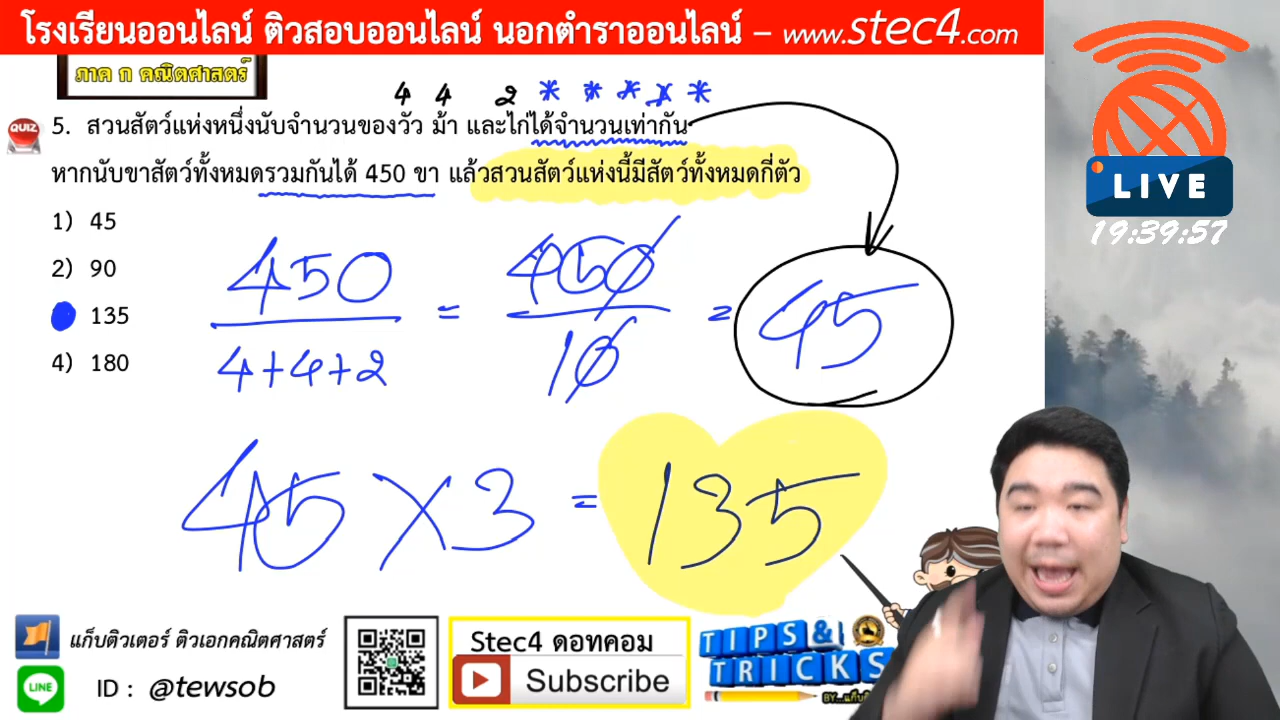 โรงเรียนออนไลน์ ติวสอบออนไลน์ นอกตำราออนไลน์ – www.stec4.com
ภาค ก คณิตศาสตร์
4 4 2 * * * * *
QUIZ
5. สวนสัตว์แห่งหนึ่งนับจำนวนของวัว ม้า และไก่ได้จำนวนเท่ากัน
หากนับขาสัตว์ทั้งหมดรวมกันได้ 450 ขา แล้วสวนสัตว์แห่งนี้มีสัตว์ทั้งหมดกี่ตัว
1) 45
2) 90
135
4) 180
450
4+4+2
=
450
10
=
45
45 × 3 = 135
LIVE
19:39:57
แก็บติวเตอร์ ติวเอกคณิตศาสตร์
LINE
ID : @tewsob
Stec4 ดอทคอม
Subscribe
TIPS &
TRICKS